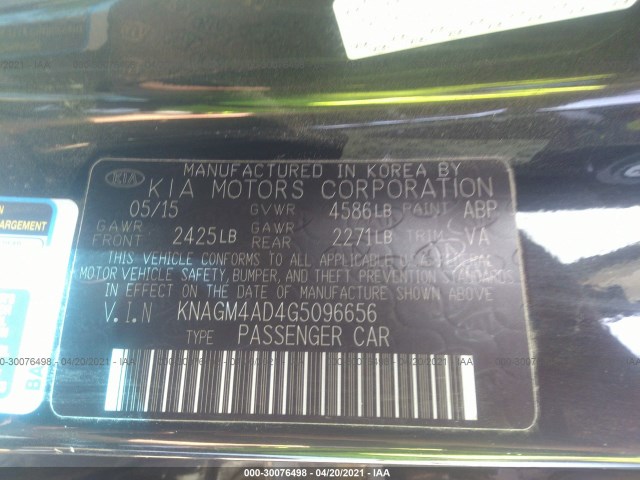 MANUFACTURED IN KOREA BY
KIA KIA MOTORS CORPORATION
05/15 GVWR 4586LB PAINT ABP
GAWR FRONT 2425LB GAWR REAR 2271LB TRIM VA
THIS VEHICLE CONFORMS TO ALL APPLICABLE U.S.
MOTOR VEHICLE SAFETY, BUMPER, AND THEFT PREVENTION STANDARDS
IN EFFECT ON THE DATE OF MANUFACTURE SHOWN ABOVE
V.I.N KNAGM4AD4G5096656
TYPE PASSENGER CAR
ARGEMENT
000-30076498 - 04/20/2021 - IAA